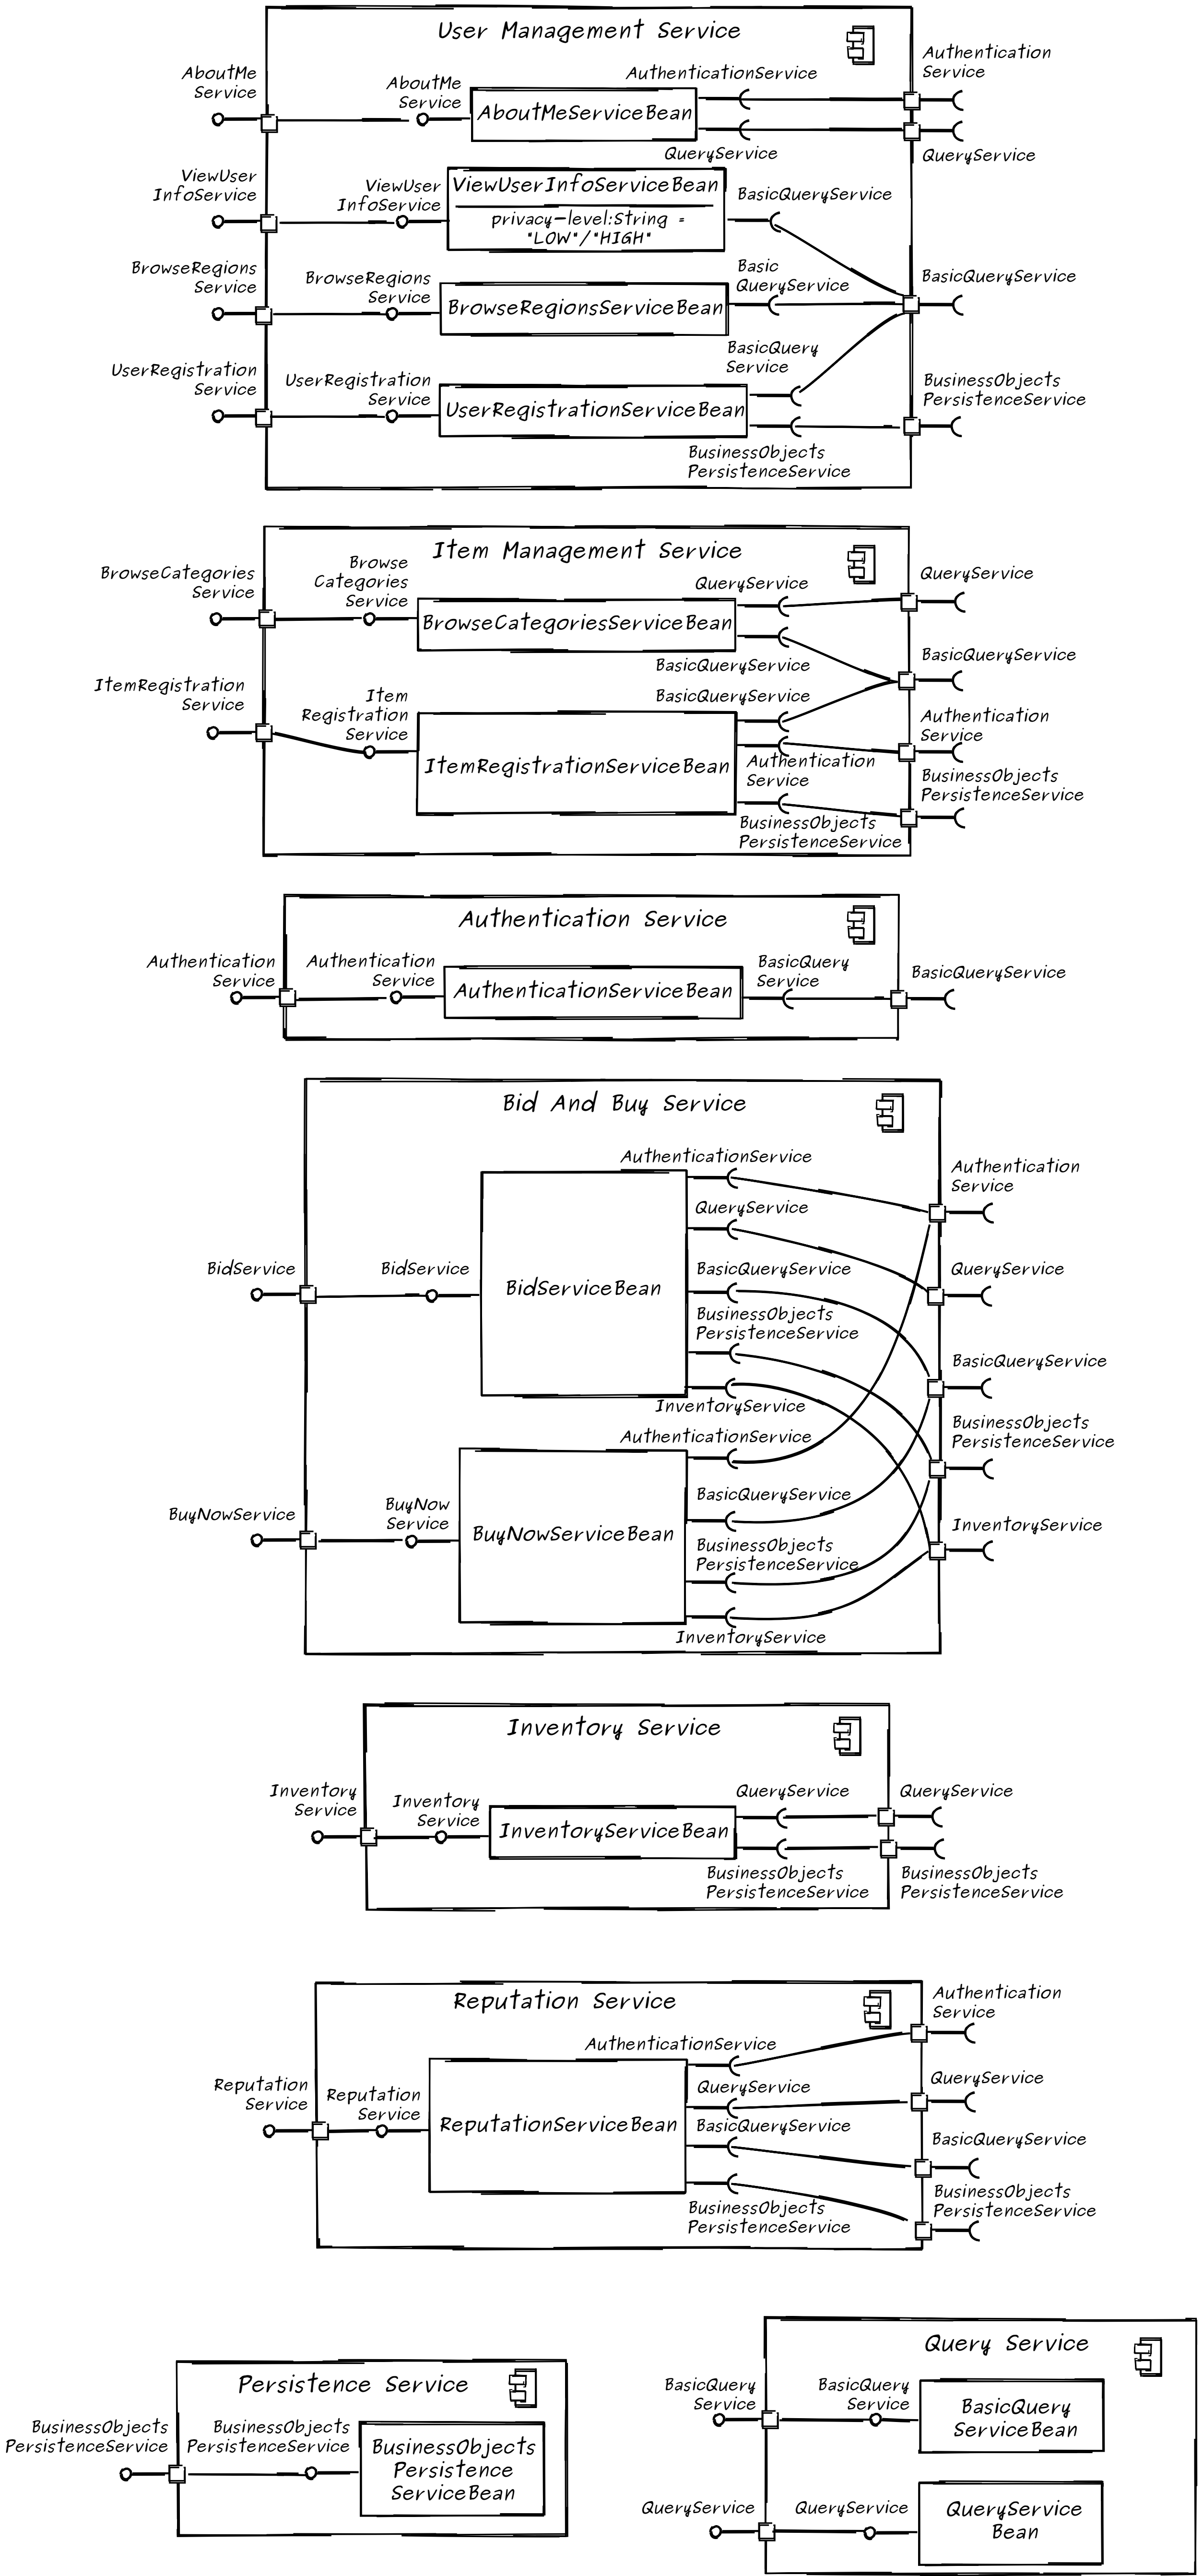 User Management Service
AboutMe
Service
AboutMe
Service
AboutMeServiceBean
AuthenticationService
QueryService
Authentication
Service
QueryService
ViewUser
InfoService
ViewUser
InfoService
ViewUserInfoServiceBean
privacy-level:String =
"LOW"/"HIGH"
BasicQueryService
BrowseRegions
Service
BrowseRegions
Service
BrowseRegionsServiceBean
Basic
QueryService
BasicQueryService
UserRegistration
Service
UserRegistration
Service
UserRegistrationServiceBean
BasicQuery
Service
BusinessObjects
PersistenceService
BusinessObjects
PersistenceService
Item Management Service
BrowseCategories
Service
Browse
Categories
Service
BrowseCategoriesServiceBean
QueryService
BasicQueryService
QueryService
BasicQueryService
ItemRegistration
Service
Item
Registration
Service
ItemRegistrationServiceBean
BasicQueryService
Authentication
Service
BusinessObjects
PersistenceService
Authentication
Service
BusinessObjects
PersistenceService
Authentication Service
Authentication
Service
Authentication
Service
AuthenticationServiceBean
BasicQuery
Service
BasicQueryService
Bid And Buy Service
BidService
BidService
BidServiceBean
AuthenticationService
QueryService
BasicQueryService
BusinessObjects
PersistenceService
InventoryService
Authentication
Service
QueryService
BasicQueryService
BusinessObjects
PersistenceService
InventoryService
BuyNowService
BuyNow
Service
BuyNowServiceBean
AuthenticationService
BasicQueryService
BusinessObjects
PersistenceService
InventoryService
Inventory Service
Inventory
Service
Inventory
Service
InventoryServiceBean
QueryService
BusinessObjects
PersistenceService
QueryService
BusinessObjects
PersistenceService
Reputation Service
Reputation
Service
Reputation
Service
ReputationServiceBean
AuthenticationService
QueryService
BasicQueryService
BusinessObjects
PersistenceService
Authentication
Service
QueryService
BasicQueryService
BusinessObjects
PersistenceService
Persistence Service
BusinessObjects
PersistenceService
BusinessObjects
PersistenceService
BusinessObjects
Persistence
ServiceBean
Query Service
BasicQuery
Service
BasicQuery
Service
BasicQuery
ServiceBean
QueryService
QueryService
QueryService
Bean